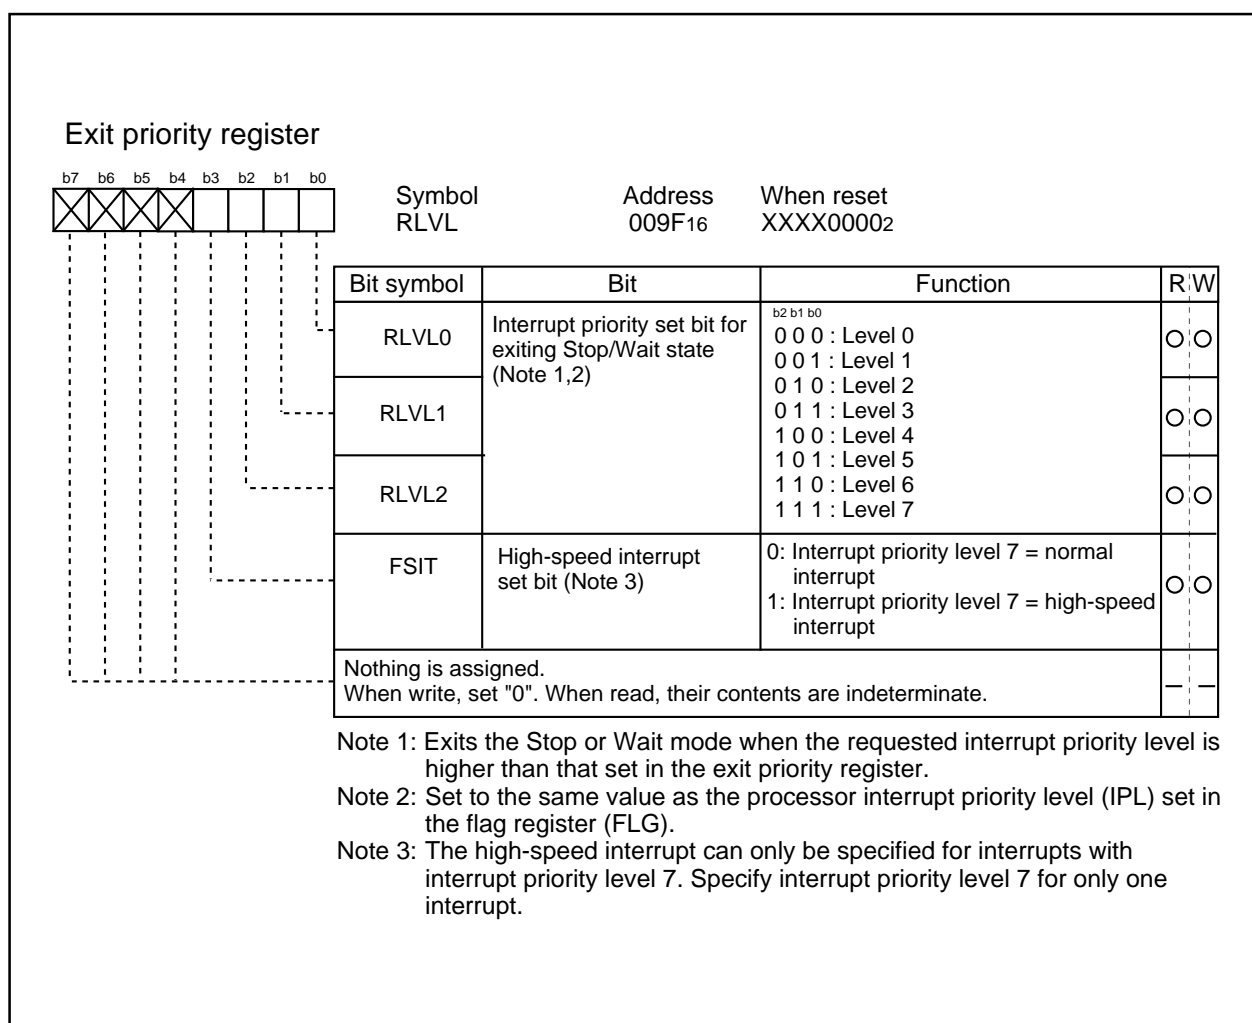 Exit priority register
b7 b6 b5 b4 b3 b2 b1 b0
Symbol Address When reset
RLVL 009F16 XXXX00002
Bit symbol Bit Function R W
b2 b1 b0
RLVL0 Interrupt priority set bit for 0 0 0 : Level 0
exiting Stop/Wait state 0 0 1 : Level 1
(Note 1,2) 0 1 0 : Level 2
RLVL1 0 1 1 : Level 3
1 0 0 : Level 4
1 0 1 : Level 5
RLVL2 1 1 0 : Level 6
1 1 1 : Level 7
FSIT High-speed interrupt 0: Interrupt priority level 7 = normal
set bit (Note 3) interrupt
1: Interrupt priority level 7 = high-speed
interrupt
Nothing is assigned.
When write, set "0". When read, their contents are indeterminate.
Note 1: Exits the Stop or Wait mode when the requested interrupt priority level is
higher than that set in the exit priority register.
Note 2: Set to the same value as the processor interrupt priority level (IPL) set in
the flag register (FLG).
Note 3: The high-speed interrupt can only be specified for interrupts with
interrupt priority level 7. Specify interrupt priority level 7 for only one
interrupt.